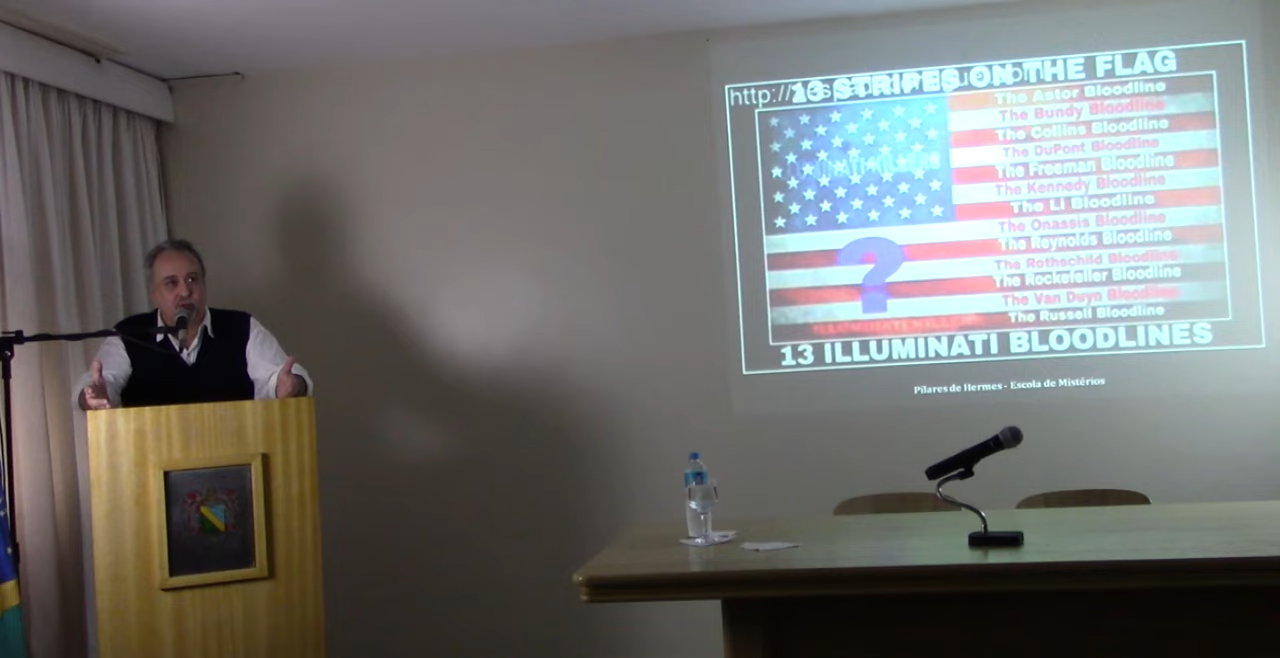 13 STRIPES ON THE FLAG
http://
The Astor Bloodline
The Bundy Bloodline
The Collins Bloodline
The DuPont Bloodline
The Freeman Bloodline
The Kennedy Bloodline
The Li Bloodline
The Onassis Bloodline
The Reynolds Bloodline
The Rothschild Bloodline
The Rockefeller Bloodline
The Van Duyn Bloodline
The Russell Bloodline
?
13 ILLUMINATI BLOODLINES
Pilares de Hermes - Escola de Mistérios